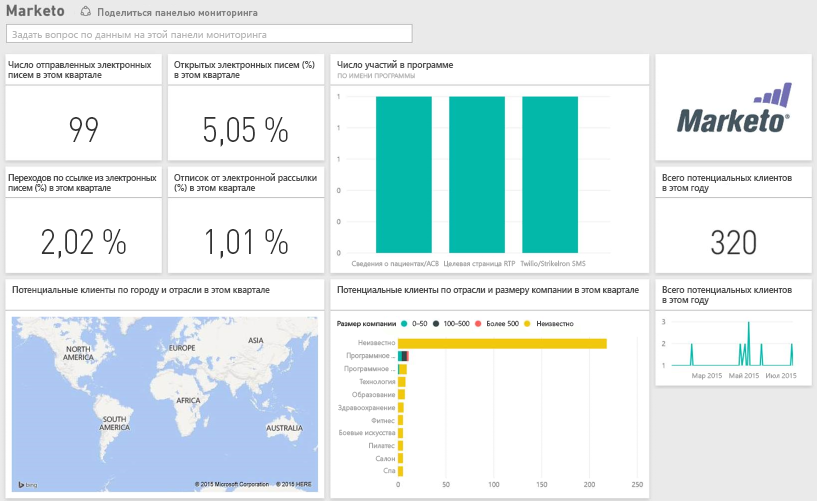 Marketo
Поделиться панелью мониторинга
Задать вопрос по данным на этой панели мониторинга
Число отправленных электронных
писем в этом квартале
99
Открытых электронных писем (%)
в этом квартале
5,05 %
Число участий в программе
ПО ИМЕНИ ПРОГРАММЫ
1
1
1
0
0
0
Сведения о пациентах/ACB
Целевая страница RTP
Twilio/StrikeIron SMS
Marketo®
Переходов по ссылке из электронных
писем (%) в этом квартале
2,02 %
Отписок от электронной рассылки
(%) в этом квартале
1,01 %
Всего потенциальных клиентов
в этом году
320
Потенциальные клиенты по городу и отрасли в этом квартале
NORTH
AMERICA
EUROPE
ASIA
AFRICA
SOUTH
AMERICA
AUSTRALIA
bing
© 2015 Microsoft Corporation © 2015 HERE
Потенциальные клиенты по отрасли и размеру компании в этом квартале
Размер компании 0–50 100–500 Более 500 Неизвестно
Неизвестно
Программное ...
Программное ...
Технология
Образование
Здравоохранение
Фитнес
Боевые искусства
Пилатес
Салон
Спа
0 50 100 150 200 250
Всего потенциальных клиентов
в этом году
3
2
1
Мар 2015 Май 2015 Июл 2015